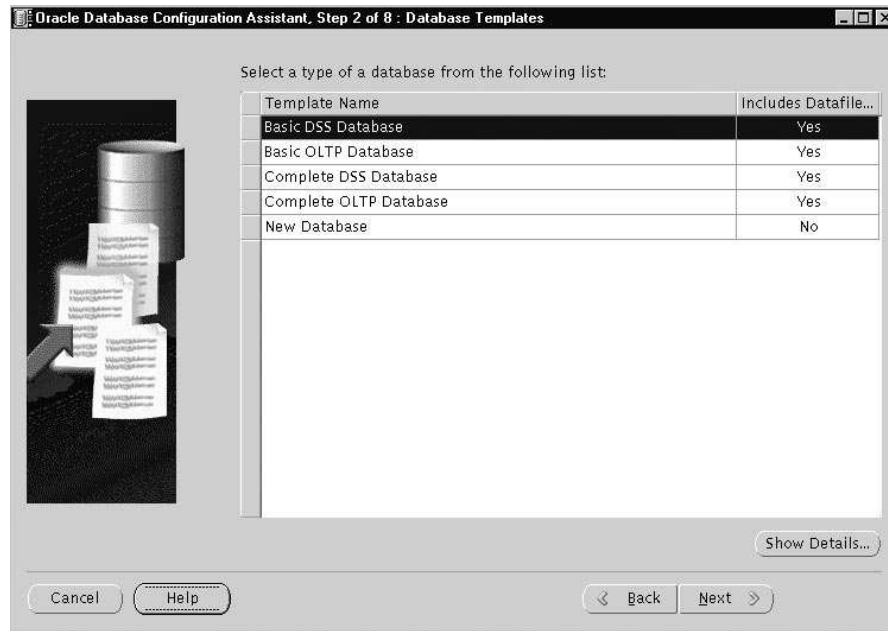 Oracle Database Configuration Assistant, Step 2 of 8 : Database Templates
Select a type of a database from the following list:
Template Name Includes Datafile...
Basic DSS Database Yes
Basic OLTP Database Yes
Complete DSS Database Yes
Complete OLTP Database Yes
New Database No
Show Details...
Cancel Help Back Next